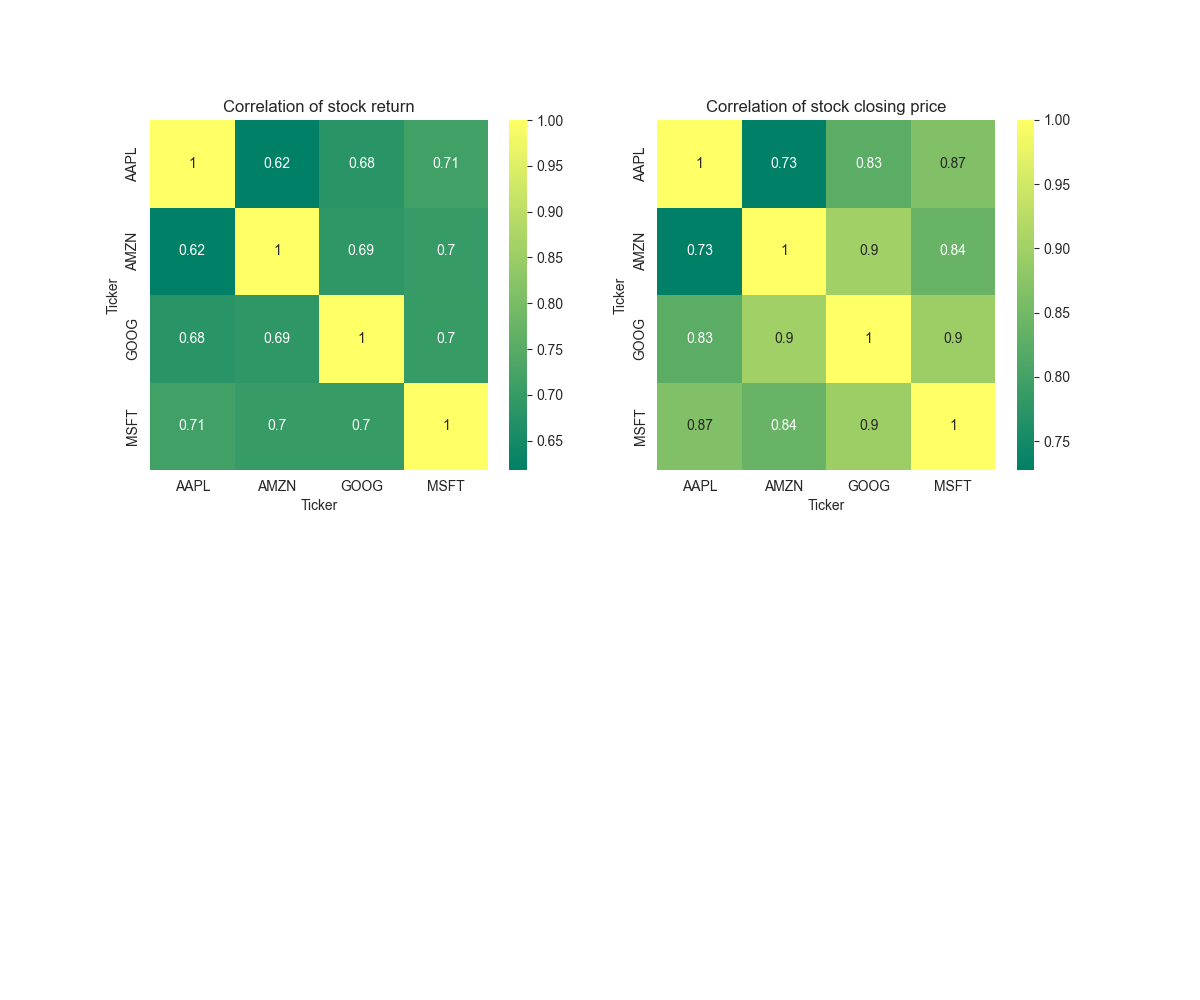 Correlation of stock return
AAPL 1 0.62 0.68 0.71
AMZN 0.62 1 0.69 0.7
GOOG 0.68 0.69 1 0.7
MSFT 0.71 0.7 0.7 1
Ticker
AAPL AMZN GOOG MSFT
Ticker
1.00
0.95
0.90
0.85
0.80
0.75
0.70
0.65
Correlation of stock closing price
AAPL 1 0.73 0.83 0.87
AMZN 0.73 1 0.9 0.84
GOOG 0.83 0.9 1 0.9
MSFT 0.87 0.84 0.9 1
Ticker
AAPL AMZN GOOG MSFT
Ticker
1.00
0.95
0.90
0.85
0.80
0.75